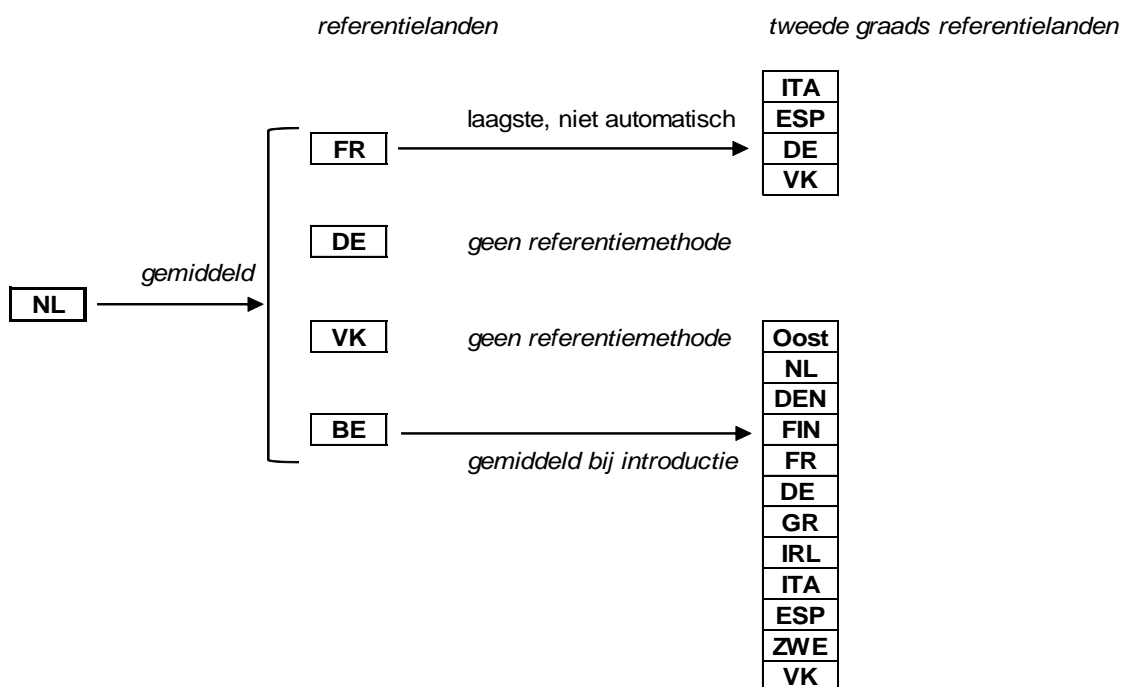 referentielanden
tweede graads referentielanden
ITA
laagste, niet automatisch
ESP
FR
DE
VK
DE
geen referentiemethode
gemiddeld
NL
VK
geen referentiemethode
Oost
NL
DEN
BE
FIN
gemiddeld bij introductie
FR
DE
GR
IRL
ITA
ESP
ZWE
VK